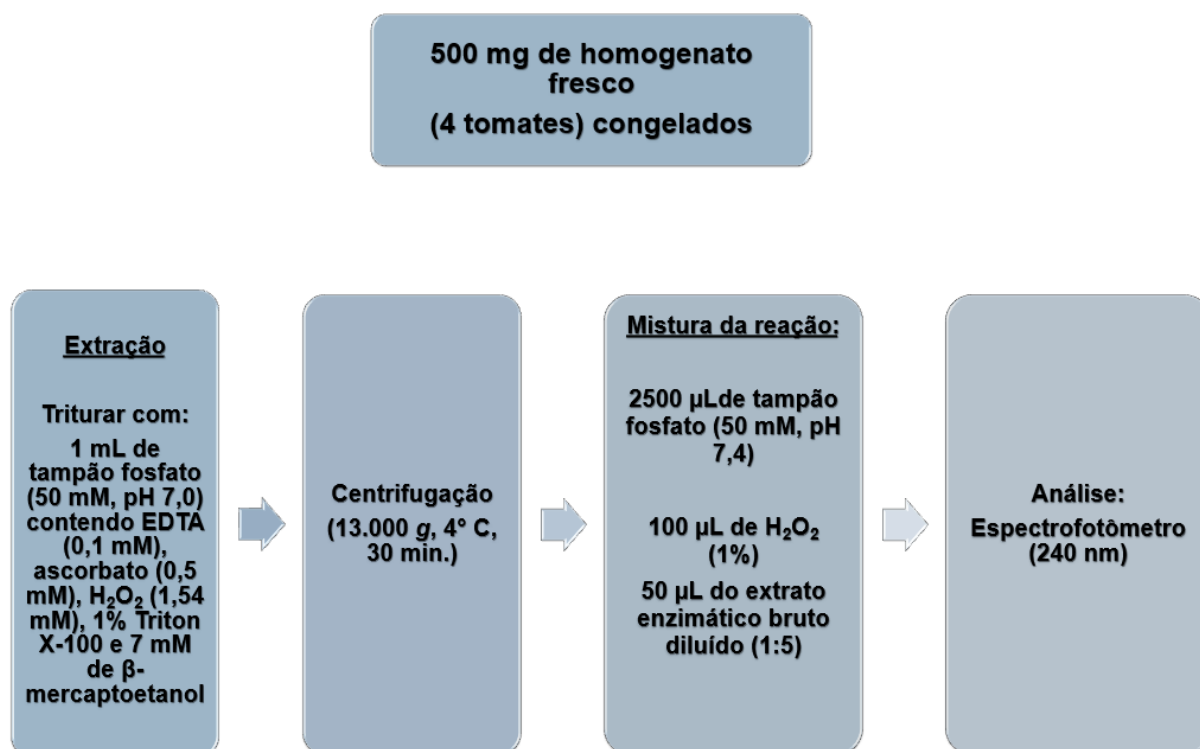 500 mg de homogenato
fresco
(4 tomates) congelados
Extração
Triturar com:
1 mL de
tampão fosfato
(50 mM, pH 7,0)
contendo EDTA
(0,1 mM),
ascorbato (0,5
mM), H₂O₂ (1,54
mM), 1% Triton
X-100 e 7 mM
de β-
mercaptoetanol
Centrifugação
(13.000 g, 4° C,
30 min.)
Mistura da reação:
2500 µLde tampão
fosfato (50 mM, pH
7,4)
100 µL de H₂O₂
(1%)
50 µL do extrato
enzimático bruto
diluído (1:5)
Análise:
Espectrofotômetro
(240 nm)